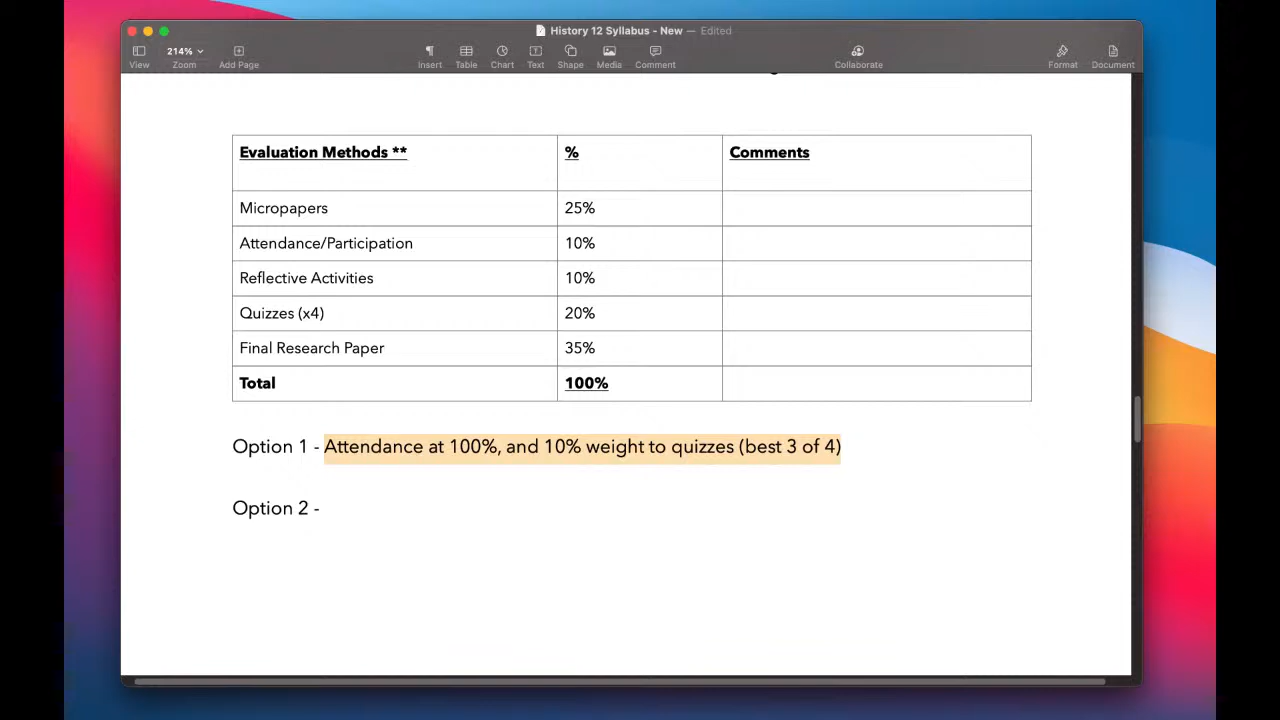 History 12 Syllabus - New — Edited
View
214%
Zoom
Add Page
Insert
Table
Chart
Text
Shape
Media
Comment
Collaborate
Format
Document
Evaluation Methods ** % Comments
Micropapers 25%
Attendance/Participation 10%
Reflective Activities 10%
Quizzes (x4) 20%
Final Research Paper 35%
Total 100%
Option 1 - Attendance at 100%, and 10% weight to quizzes (best 3 of 4)
Option 2 -